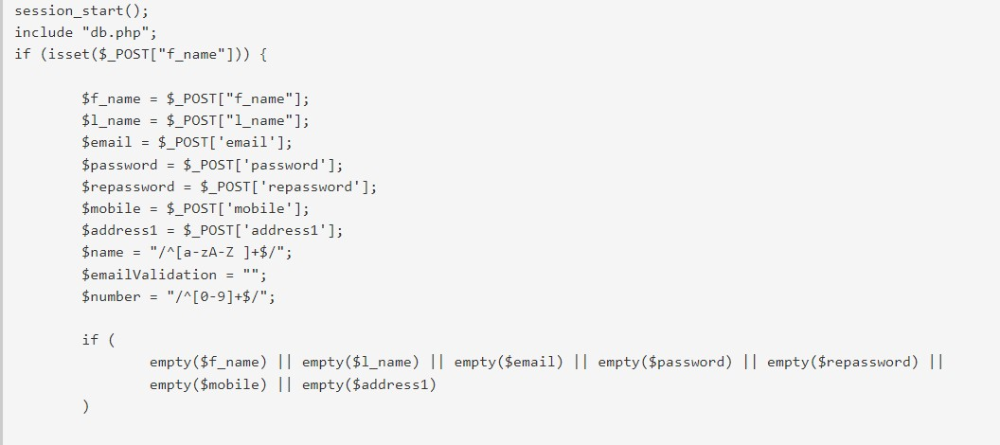 session_start();
include "db.php";
if (isset($_POST["f_name"])) {
$f_name = $_POST["f_name"];
$l_name = $_POST["l_name"];
$email = $_POST['email'];
$password = $_POST['password'];
$repassword = $_POST['repassword'];
$mobile = $_POST['mobile'];
$address1 = $_POST['address1'];
$name = "/^[a-zA-Z ]+$/";
$emailValidation = "";
$number = "/^[0-9]+$/";
if (
empty($f_name) || empty($l_name) || empty($email) || empty($password) || empty($repassword) ||
empty($mobile) || empty($address1)
)